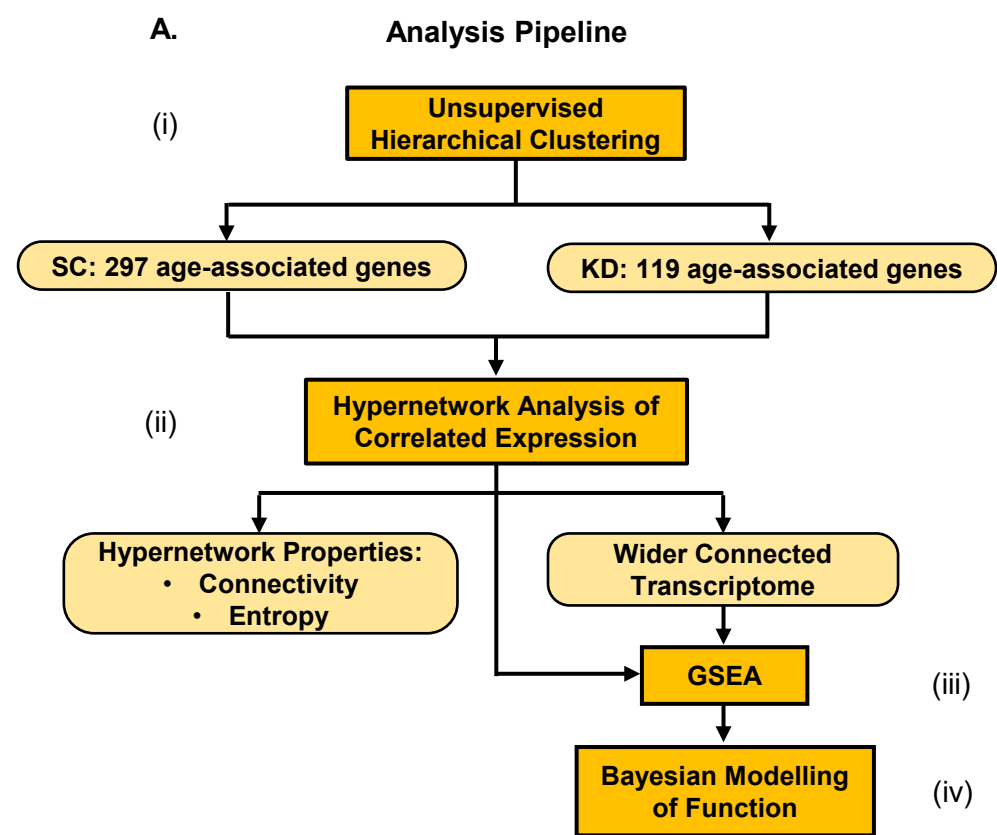 A.
Analysis Pipeline
(i)
Unsupervised
Hierarchical Clustering
SC: 297 age-associated genes
KD: 119 age-associated genes
(ii)
Hypernetwork Analysis of
Correlated Expression
Hypernetwork Properties:
• Connectivity
• Entropy
Wider Connected
Transcriptome
GSEA
(iii)
Bayesian Modelling
of Function
(iv)